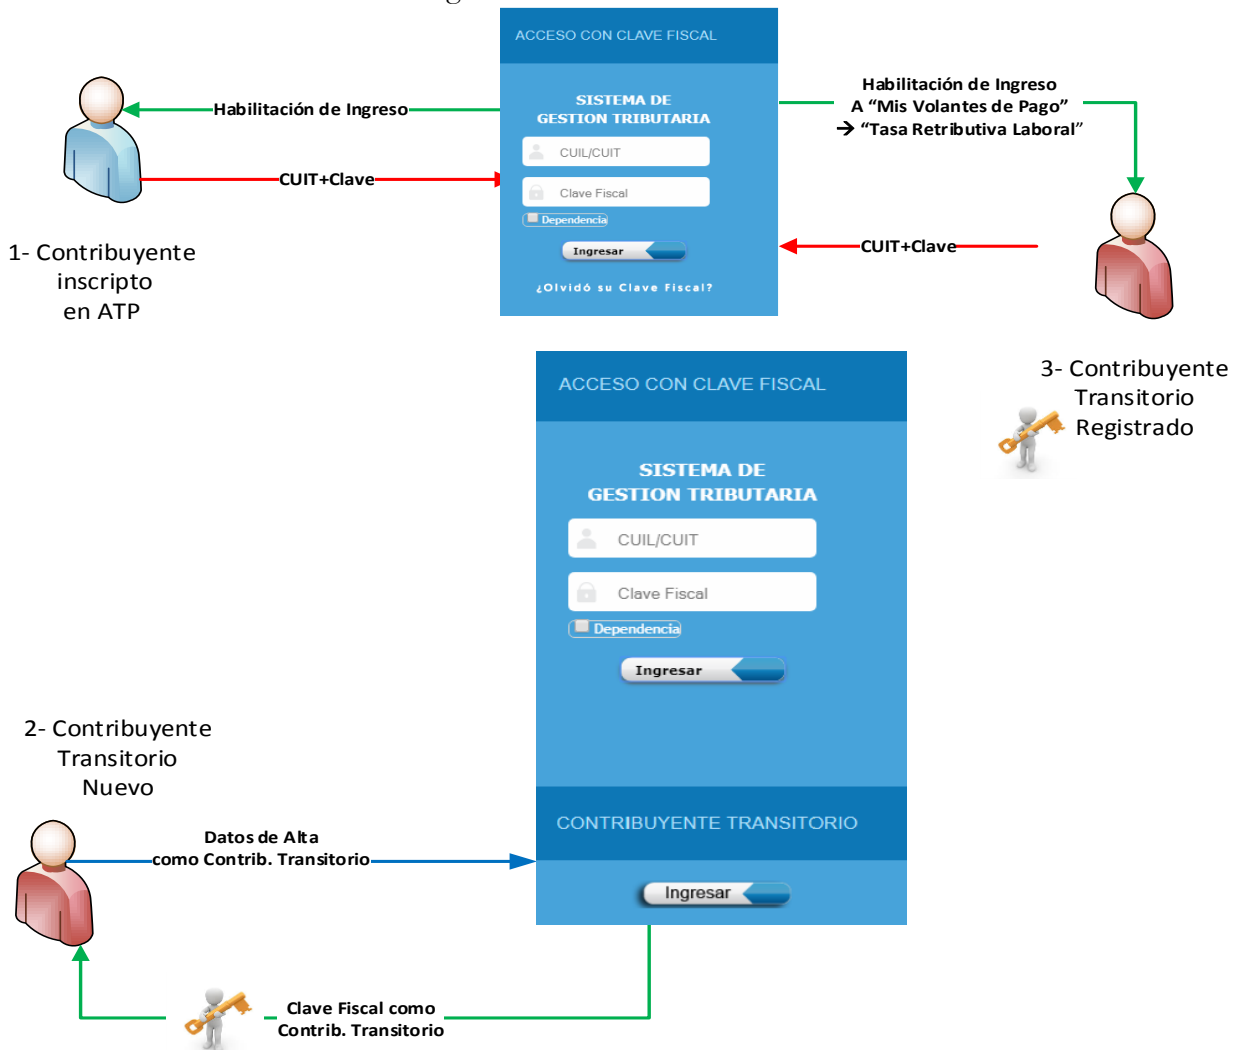 g
ACCESO CON CLAVE FISCAL
SISTEMA DE
GESTION TRIBUTARIA
CUIL/CUIT
Clave Fiscal
Dependencia
Ingresar
¿Olvidó su Clave Fiscal?
Habilitación de Ingreso
CUIT+Clave
1- Contribuyente
inscripto
en ATP
Habilitación de Ingreso
A “Mis Volantes de Pago”
→ “Tasa Retributiva Laboral”
CUIT+Clave
3- Contribuyente
Transitorio
Registrado
ACCESO CON CLAVE FISCAL
SISTEMA DE
GESTION TRIBUTARIA
CUIL/CUIT
Clave Fiscal
Dependencia
Ingresar
2- Contribuyente
Transitorio
Nuevo
Datos de Alta
como Contrib. Transitorio
CONTRIBUYENTE TRANSITORIO
Ingresar
Clave Fiscal como
Contrib. Transitorio